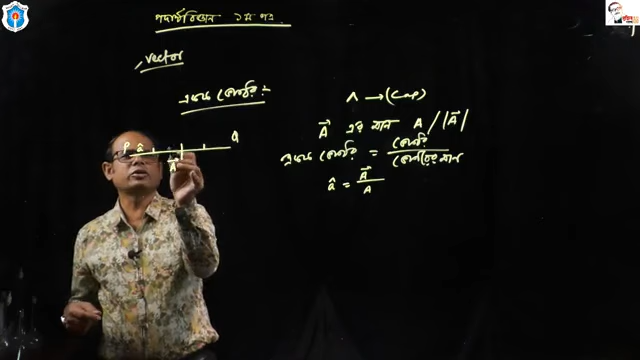 পদার্থবিজ্ঞান ১ম পত্র
vector
একক ভেক্টর :-
∧ → (Cap)
A⃗ এর মান A / |A⃗|
একক ভেক্টর = ভেক্টর / ভেক্টরের মান
â = A⃗ / A
P â Q
A⃗